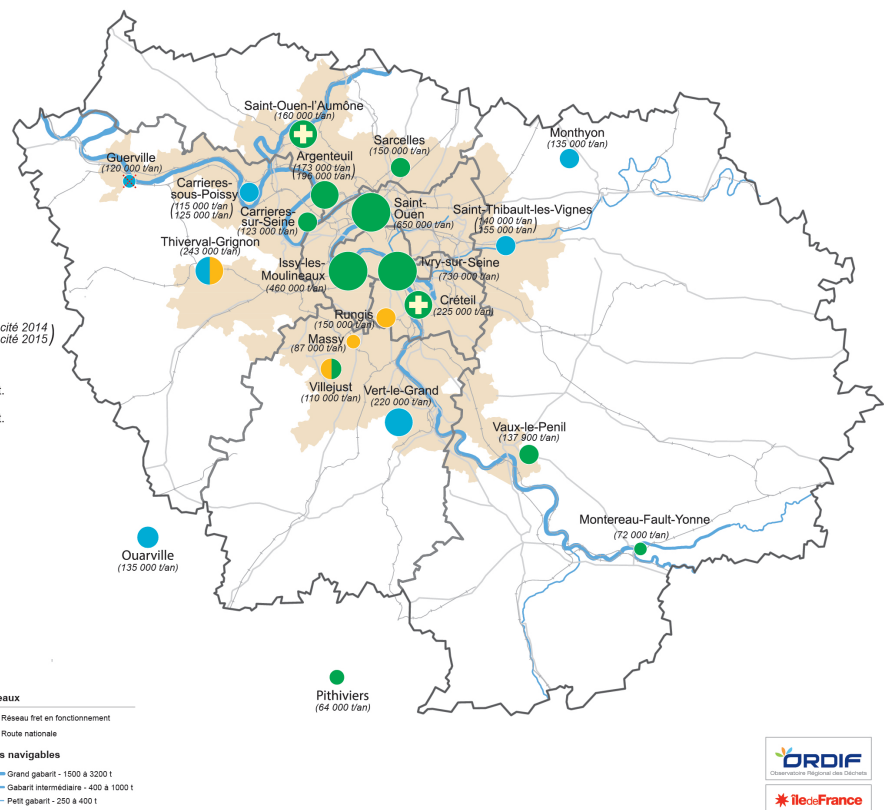 Saint-Ouen-l'Aumône
(160 000 t/an)
Sarcelles
(150 000 t/an)
Monthyon
(135 000 t/an)
Guerville
(120 000 t/an)
Argenteuil
(173 000 t/an)
(196 000 t/an)
Carrieres-
sous-Poissy
(115 000 t/an)
(125 000 t/an)
Carrieres-
sur-Seine
(123 000 t/an)
Saint-
Ouen
(650 000 t/an)
Saint-Thibault-les-Vignes
(140 000 t/an)
(155 000 t/an)
Thiverval-Grignon
(243 000 t/an)
Issy-les-
Moulineaux
(460 000 t/an)
Ivry-sur-Seine
(730 000 t/an)
Créteil
(225 000 t/an)
Rungis
(150 000 t/an)
cité 2014
cité 2015)
Massy
(87 000 t/an)
Villejust
(110 000 t/an)
t.
t.
Vert-le-Grand
(220 000 t/an)
Vaux-le-Penil
(137 900 t/an)
Montereau-Fault-Yonne
(72 000 t/an)
Ouarville
(135 000 t/an)
Pithiviers
(64 000 t/an)
eaux
Réseau fret en fonctionnement
Route nationale
s navigables
Grand gabarit - 1500 à 3200 t
Gabarit intermédiaire - 400 à 1000 t
Petit gabarit - 250 à 400 t
ORDIF
Observatoire Régional des Déchets
îledeFrance